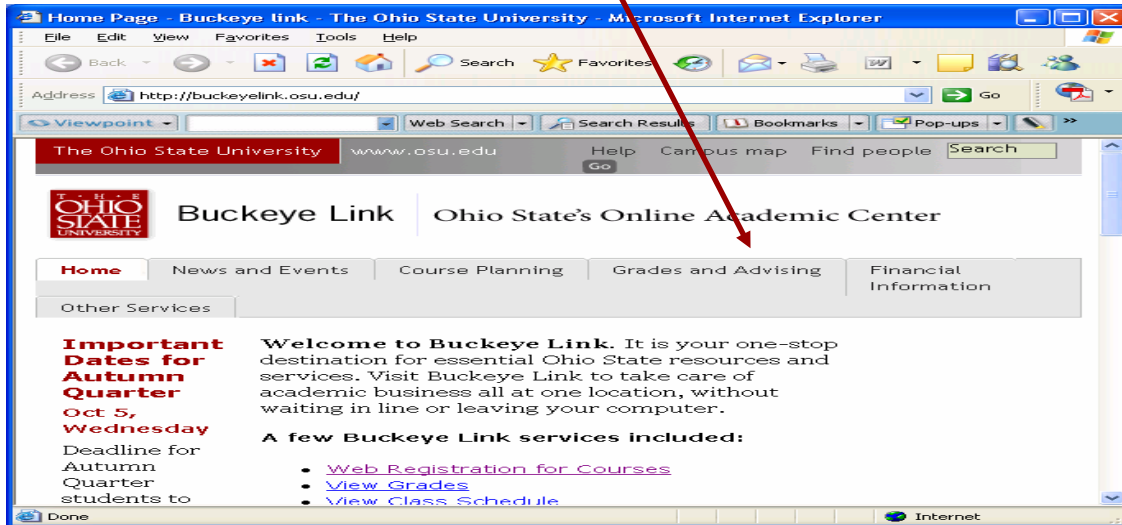 Home Page - Buckeye link - The Ohio State University - Microsoft Internet Explorer
File Edit View Favorites Tools Help
Back Search Favorites
Address http://buckeyelink.osu.edu/ Go
Viewpoint Web Search Search Results Bookmarks Pop-ups »
The Ohio State University www.osu.edu Help Campus map Find people Search
Go
T · H · E
OHIO
STATE
UNIVERSITY
Buckeye Link Ohio State's Online Academic Center
Home News and Events Course Planning Grades and Advising Financial
Information
Other Services
Important
Dates for
Autumn
Quarter
Oct 5,
Wednesday
Deadline for
Autumn
Quarter
students to
Welcome to Buckeye Link. It is your one-stop
destination for essential Ohio State resources and
services. Visit Buckeye Link to take care of
academic business all at one location, without
waiting in line or leaving your computer.
A few Buckeye Link services included:
• Web Registration for Courses
• View Grades
• View Class Schedule
Done Internet